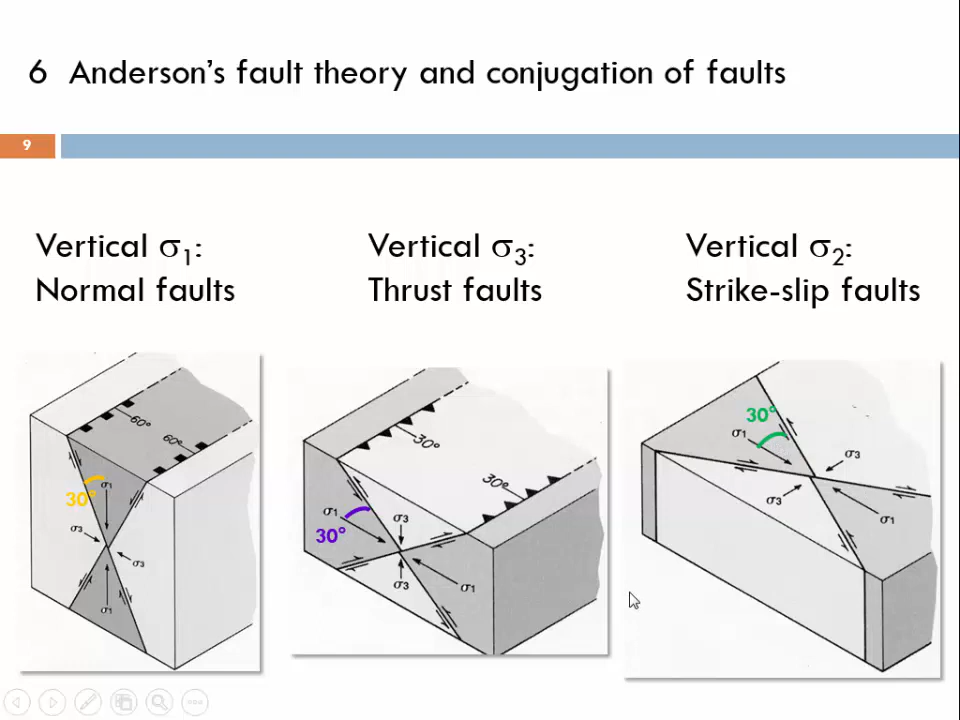 6 Anderson's fault theory and conjugation of faults
9
Vertical σ1:
Normal faults
Vertical σ3:
Thrust faults
Vertical σ2:
Strike-slip faults
60°
60°
σ1
30°
σ3
σ3
σ1
30°
30°
σ1
σ3
30°
σ3
σ1
30°
σ1
σ3
σ3
σ1